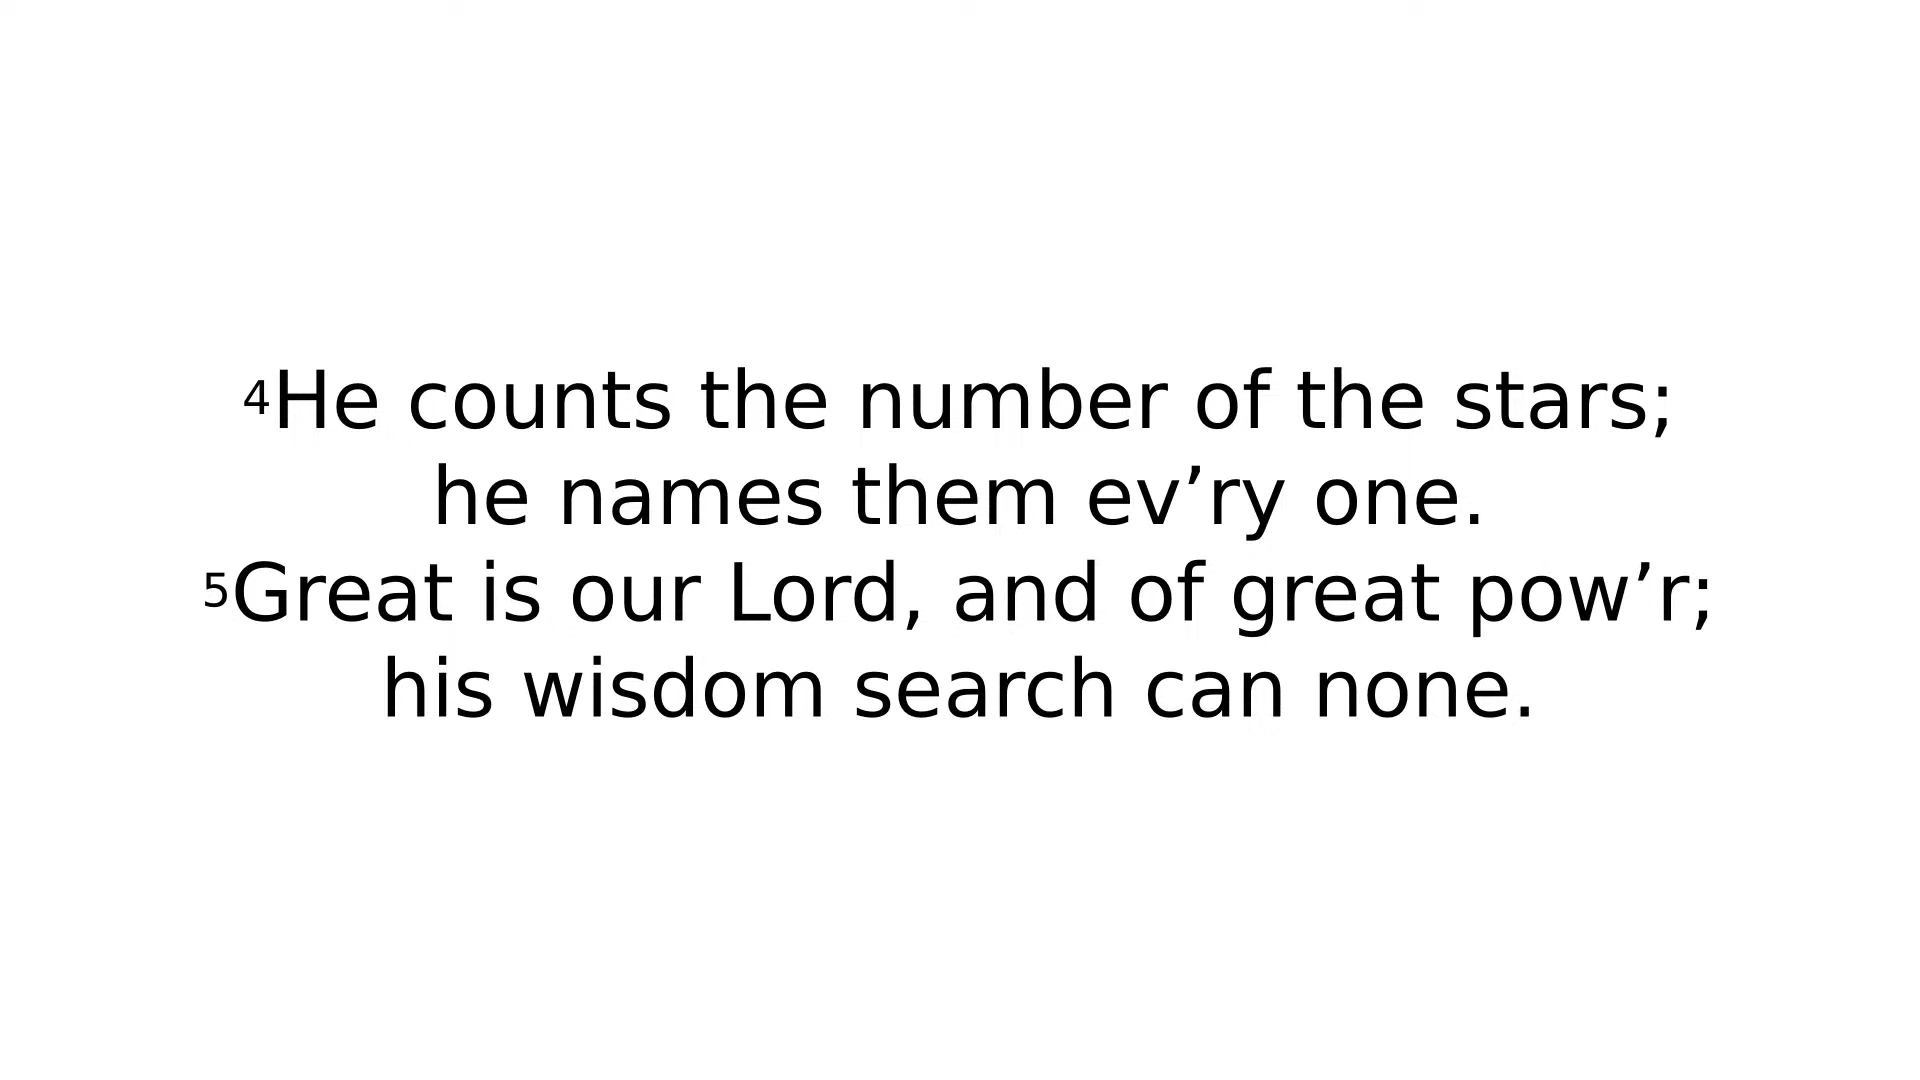 ⁴He counts the number of the stars;
he names them ev’ry one.
⁵Great is our Lord, and of great pow’r;
his wisdom search can none.